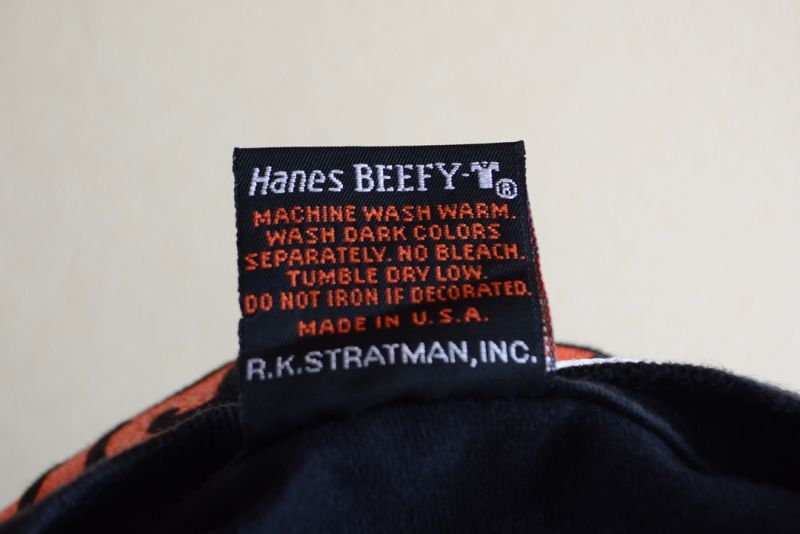 Hanes BEEFY-T®
MACHINE WASH WARM.
WASH DARK COLORS
SEPARATELY. NO BLEACH.
TUMBLE DRY LOW.
DO NOT IRON IF DECORATED.
MADE IN U.S.A.
R.K.STRATMAN,INC.